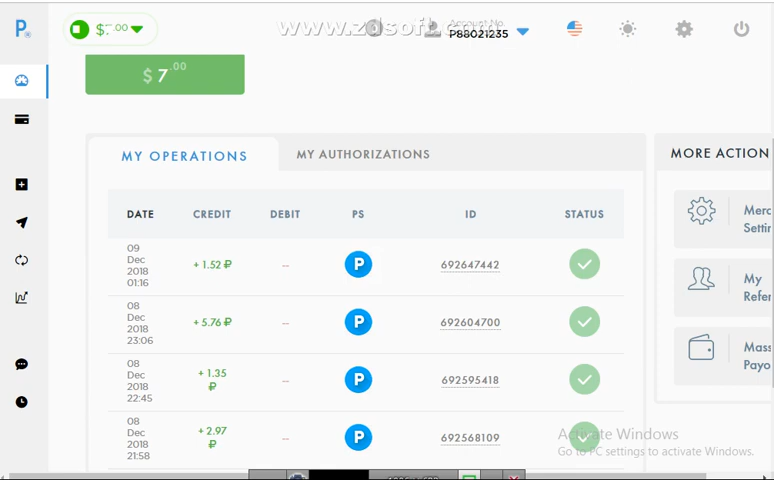 www.zdsoft.com
Account No.
P88021235
$ 7.00
MY OPERATIONS
MY AUTHORIZATIONS
MORE ACTION
DATE CREDIT DEBIT PS ID STATUS
09
Dec
2018
01:16
+ 1.52 ₽ -- P 692647442
08
Dec
2018
23:06
+ 5.76 ₽ -- P 692604700
08
Dec
2018
22:45
+ 1.35
₽
-- P 692595418
08
Dec
2018
21:58
+ 2.97
₽
-- P 692568109
Merc
Settin
My
Refer
Mass
Payo
Activate Windows
Go to PC settings to activate Windows.